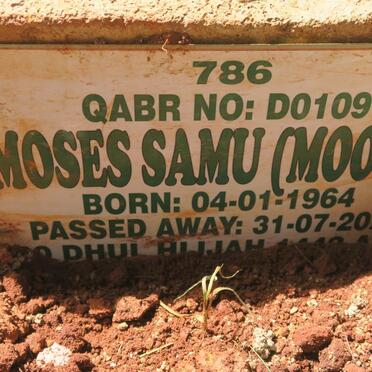 786
QABR NO: D0109
MOSES SAMU (MOO
BORN: 04-01-1964
PASSED AWAY: 31-07-20
DHUL HIJJAH